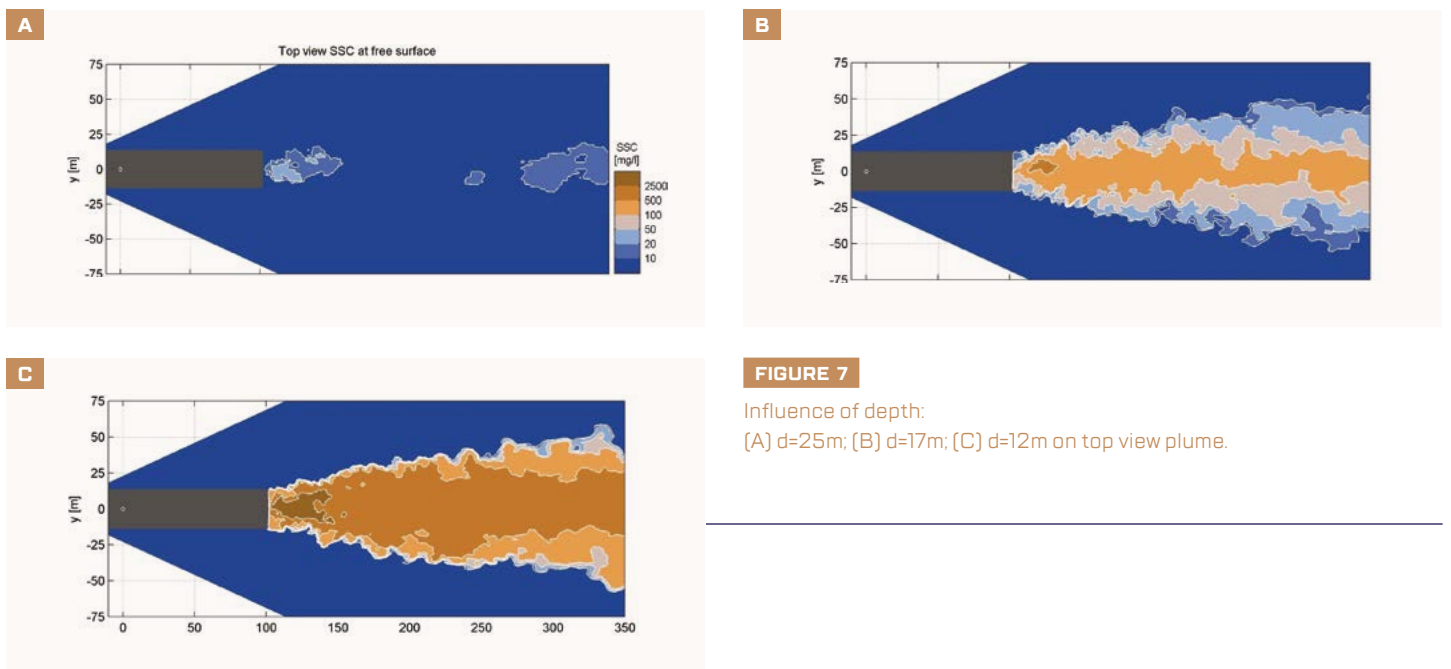 A
Top view SSC at free surface
75
50
25
0
-25
-50
-75
y [m]
SSC
[mg/l]
2500
500
100
50
20
10
B
75
50
25
0
-25
-50
-75
y [m]
C
75
50
25
0
-25
-50
-75
y [m]
0 50 100 150 200 250 300 350
FIGURE 7
Influence of depth:
(A) d=25m; (B) d=17m; (C) d=12m on top view plume.